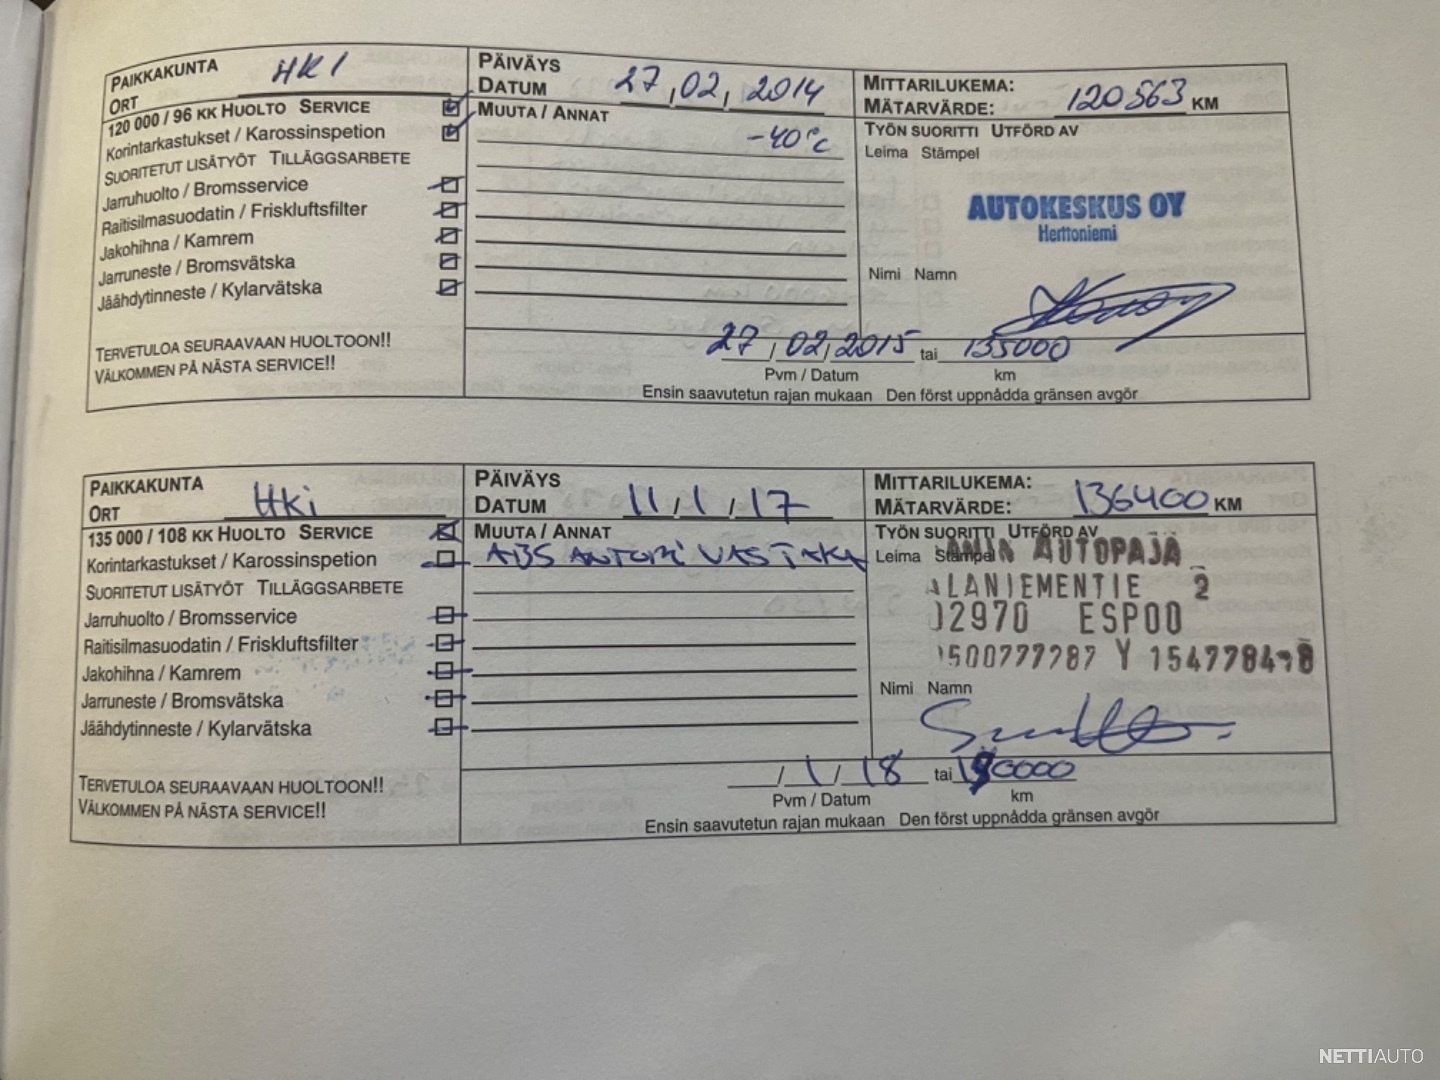 PAIKKAKUNTA
ORT HKI
PÄIVÄYS
DATUM 27,02,2014
MITTARILUKEMA:
MÄTARVÄRDE: 120563 KM
120 000 / 96 KK HUOLTO SERVICE
Korintarkastukset / Karossinspetion
SUORITETUT LISÄTYÖT TILLÄGGSARBETE
Jarruhuolto / Bromsservice
Raitisilmasuodatin / Friskluftsfilter
Jakohihna / Kamrem
Jarruneste / Bromsvätska
Jäähdytinneste / Kylarvätska
MUUTA / ANNAT
-40°C
TYÖN SUORITTI UTFÖRD AV
Leima Stämpel
AUTOKESKUS OY
Herttoniemi
Nimi Namn
TERVETULOA SEURAAVAAN HUOLTOON!!
VÄLKOMMEN PÅ NÄSTA SERVICE!!
27/02/2015 tai 135000
Pvm / Datum km
Ensin saavutetun rajan mukaan Den först uppnådda gränsen avgör
PAIKKAKUNTA
ORT Hki
PÄIVÄYS
DATUM 11/1/17
MITTARILUKEMA:
MÄTARVÄRDE: 136400 KM
135 000 / 108 KK HUOLTO SERVICE
Korintarkastukset / Karossinspetion
SUORITETUT LISÄTYÖT TILLÄGGSARBETE
Jarruhuolto / Bromsservice
Raitisilmasuodatin / Friskluftsfilter
Jakohihna / Kamrem
Jarruneste / Bromsvätska
Jäähdytinneste / Kylarvätska
MUUTA / ANNAT
ABS
TYÖN SUORITTI UTFÖRD AV
Leima Stämpel
AUTOPAJA
LANIEMENTIE 2
02970 ESPOO
0500777287 Y 1547784-8
Nimi Namn
TERVETULOA SEURAAVAAN HUOLTOON!!
VÄLKOMMEN PÅ NÄSTA SERVICE!!
/1/18 tai
Pvm / Datum km
Ensin saavutetun rajan mukaan Den först uppnådda gränsen avgör
NETTIAUTO